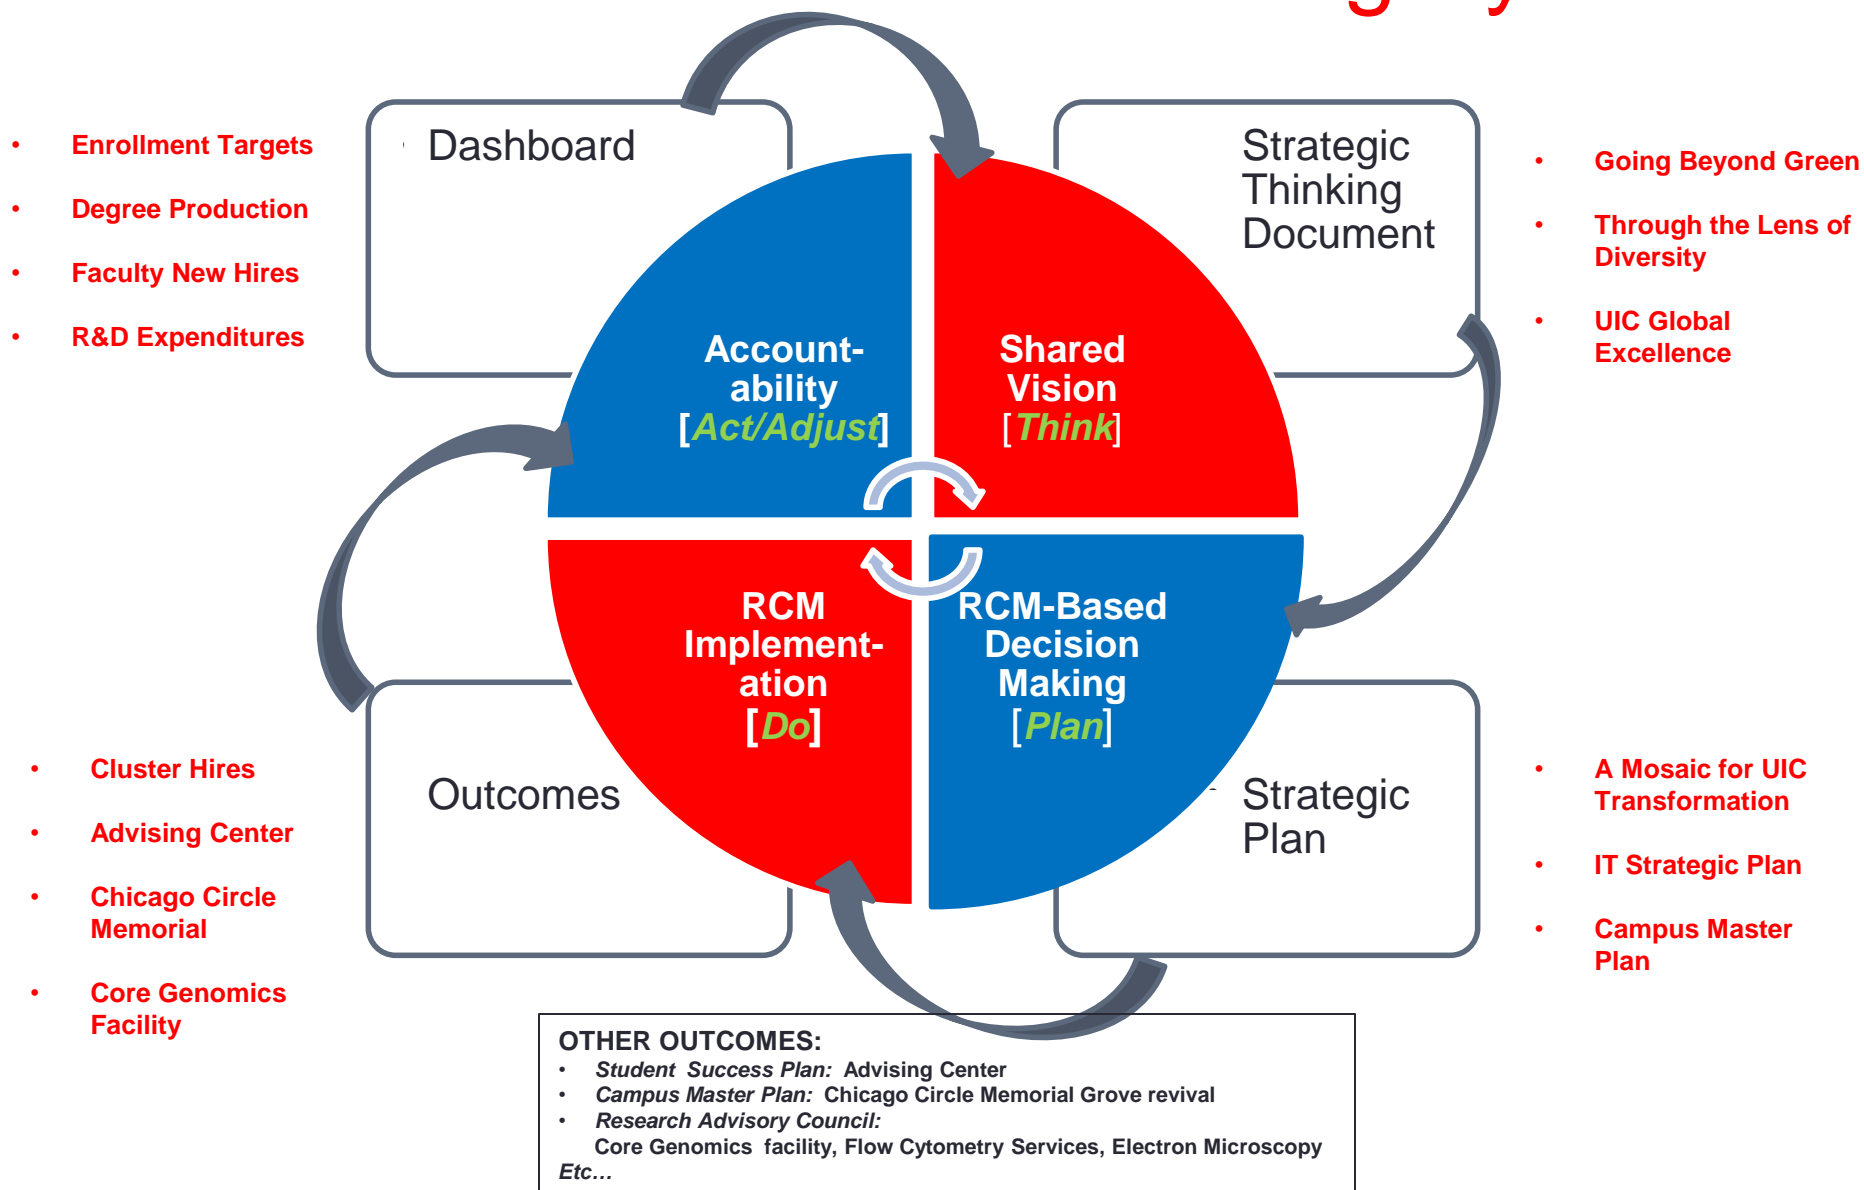 • Enrollment Targets
• Degree Production
• Faculty New Hires
• R&D Expenditures
Dashboard
Strategic
Thinking
Document
• Going Beyond Green
• Through the Lens of
Diversity
• UIC Global
Excellence
Account-
ability
[Act/Adjust]
Shared
Vision
[Think]
RCM
Implement-
ation
[Do]
RCM-Based
Decision
Making
[Plan]
• Cluster Hires
• Advising Center
• Chicago Circle
Memorial
• Core Genomics
Facility
Outcomes
Strategic
Plan
• A Mosaic for UIC
Transformation
• IT Strategic Plan
• Campus Master
Plan
OTHER OUTCOMES:
• Student Success Plan: Advising Center
• Campus Master Plan: Chicago Circle Memorial Grove revival
• Research Advisory Council:
Core Genomics facility, Flow Cytometry Services, Electron Microscopy
Etc…